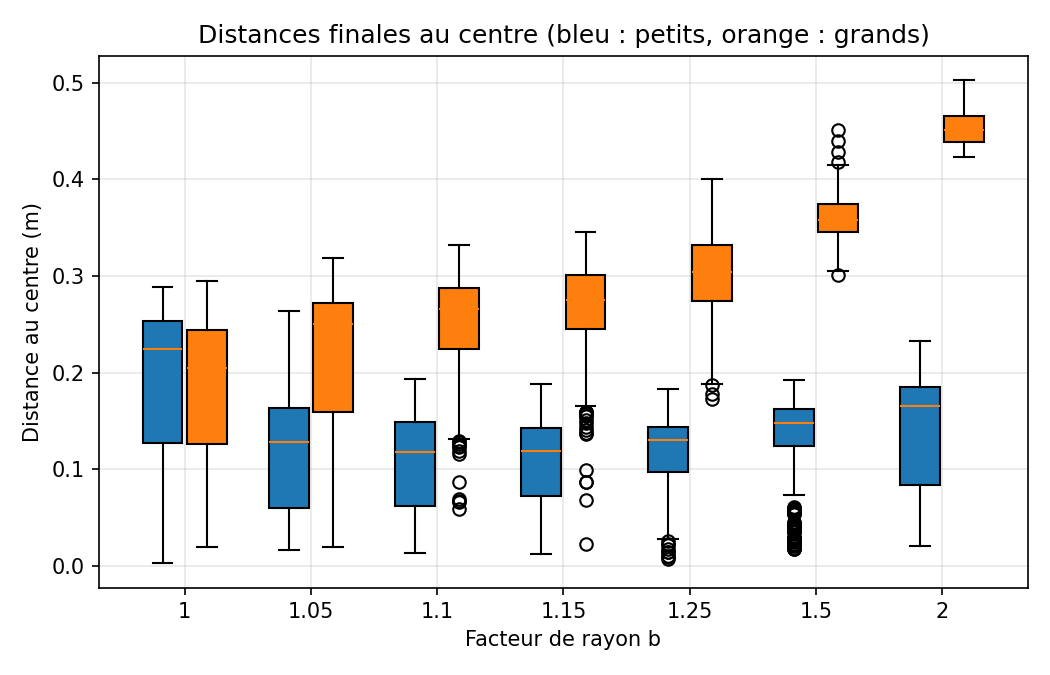 Distances finales au centre (bleu : petits, orange : grands)
Distance au centre (m)
0.5
0.4
0.3
0.2
0.1
0.0
1 1.05 1.1 1.15 1.25 1.5 2
Facteur de rayon b